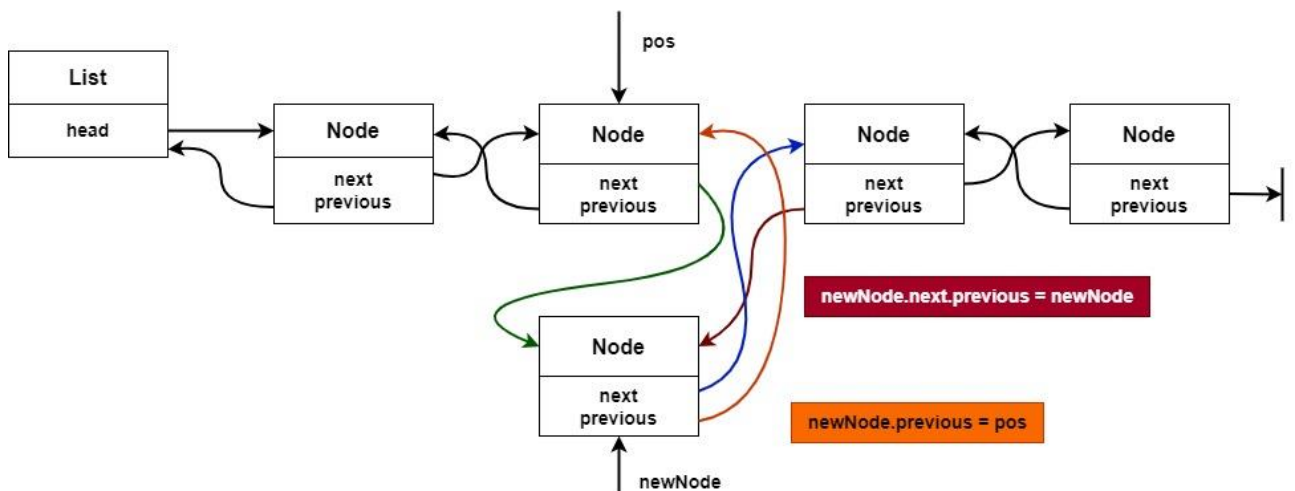 pos
List
head
Node
next
previous
Node
next
previous
Node
next
previous
Node
next
previous
newNode.next.previous = newNode
Node
next
previous
newNode.previous = pos
newNode